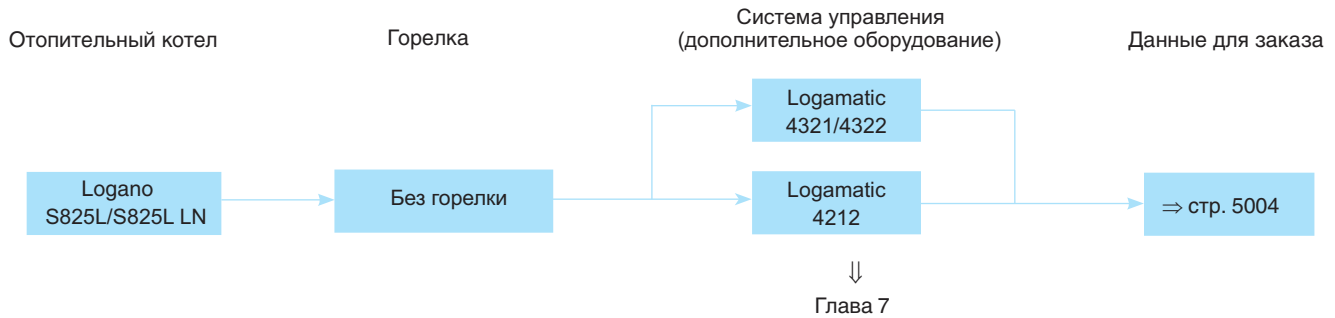 Отопительный котел
Горелка
Система управления
(дополнительное оборудование)
Данные для заказа
Logamatic
4321/4322
Logano
S825L/S825L LN
Без горелки
Logamatic
4212
⇒ стр. 5004
⇓
Глава 7